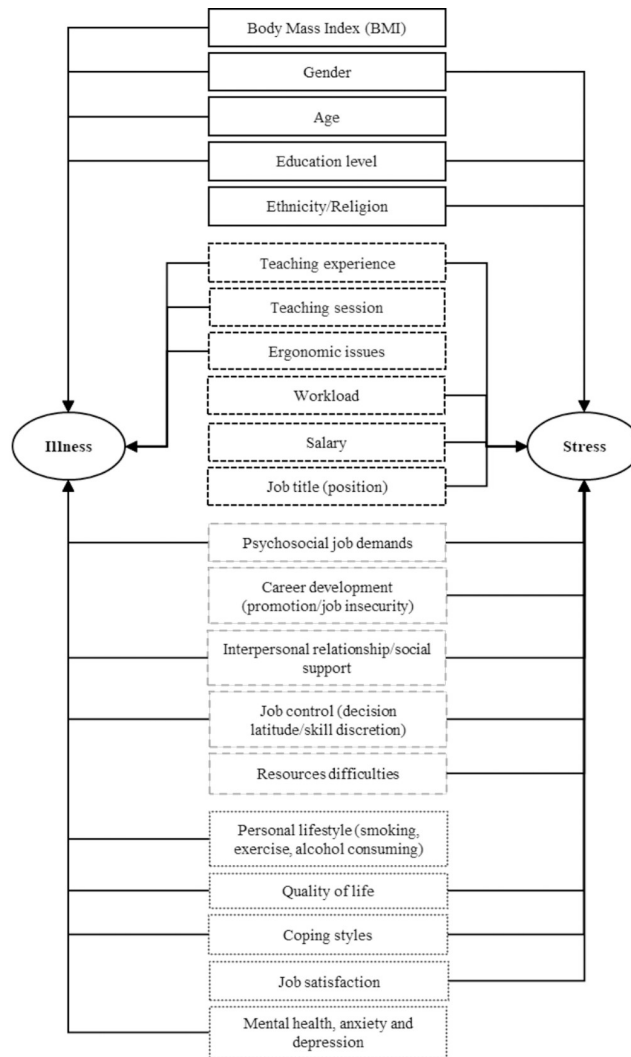 Body Mass Index (BMI)
Gender
Age
Education level
Ethnicity/Religion
Teaching experience
Teaching session
Ergonomic issues
Workload
Illness
Salary
Stress
Job title (position)
Psychosocial job demands
Career development
(promotion/job insecurity)
Interpersonal relationship/social
support
Job control (decision
latitude/skill discretion)
Resources difficulties
Personal lifestyle (smoking,
exercise, alcohol consuming)
Quality of life
Coping styles
Job satisfaction
Mental health, anxiety and
depression